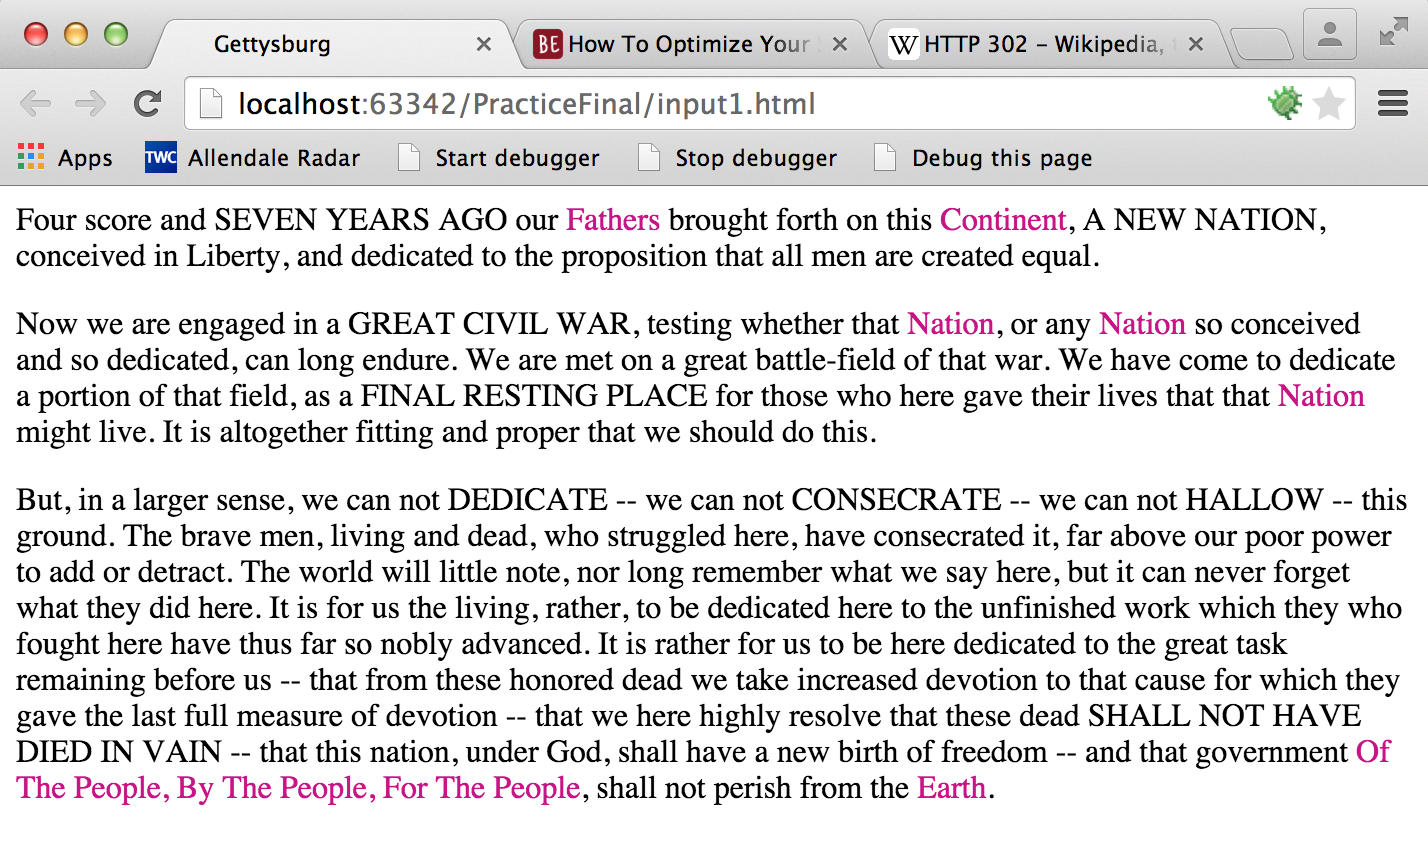 Gettysburg
BE How To Optimize Your
W HTTP 302 – Wikipedia,
localhost:63342/PracticeFinal/input1.html
Apps TWC Allendale Radar Start debugger Stop debugger Debug this page
Four score and SEVEN YEARS AGO our Fathers brought forth on this Continent, A NEW NATION,
conceived in Liberty, and dedicated to the proposition that all men are created equal.
Now we are engaged in a GREAT CIVIL WAR, testing whether that Nation, or any Nation so conceived
and so dedicated, can long endure. We are met on a great battle-field of that war. We have come to dedicate
a portion of that field, as a FINAL RESTING PLACE for those who here gave their lives that that Nation
might live. It is altogether fitting and proper that we should do this.
But, in a larger sense, we can not DEDICATE -- we can not CONSECRATE -- we can not HALLOW -- this
ground. The brave men, living and dead, who struggled here, have consecrated it, far above our poor power
to add or detract. The world will little note, nor long remember what we say here, but it can never forget
what they did here. It is for us the living, rather, to be dedicated here to the unfinished work which they who
fought here have thus far so nobly advanced. It is rather for us to be here dedicated to the great task
remaining before us -- that from these honored dead we take increased devotion to that cause for which they
gave the last full measure of devotion -- that we here highly resolve that these dead SHALL NOT HAVE
DIED IN VAIN -- that this nation, under God, shall have a new birth of freedom -- and that government Of
The People, By The People, For The People, shall not perish from the Earth.